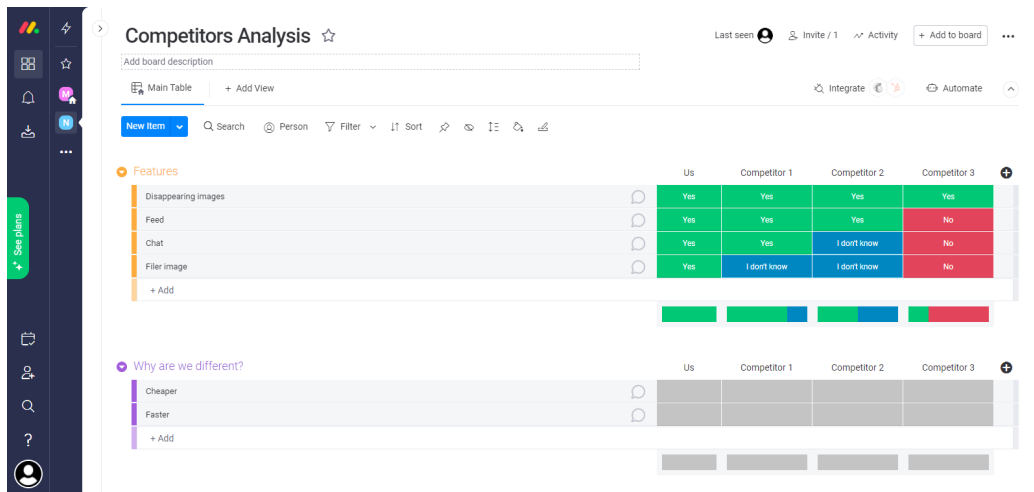 Competitors Analysis
Last seen
Invite / 1
Activity
+ Add to board
Add board description
Main Table
+ Add View
Integrate
Automate
M
N
New Item
Search
Person
Filter
Sort
See plans
Features
Us Competitor 1 Competitor 2 Competitor 3
Disappearing images Yes Yes Yes Yes
Feed Yes Yes Yes No
Chat Yes Yes I don't know No
Filer image Yes I don't know I don't know No
+ Add
Why are we different?
Us Competitor 1 Competitor 2 Competitor 3
Cheaper
Faster
+ Add